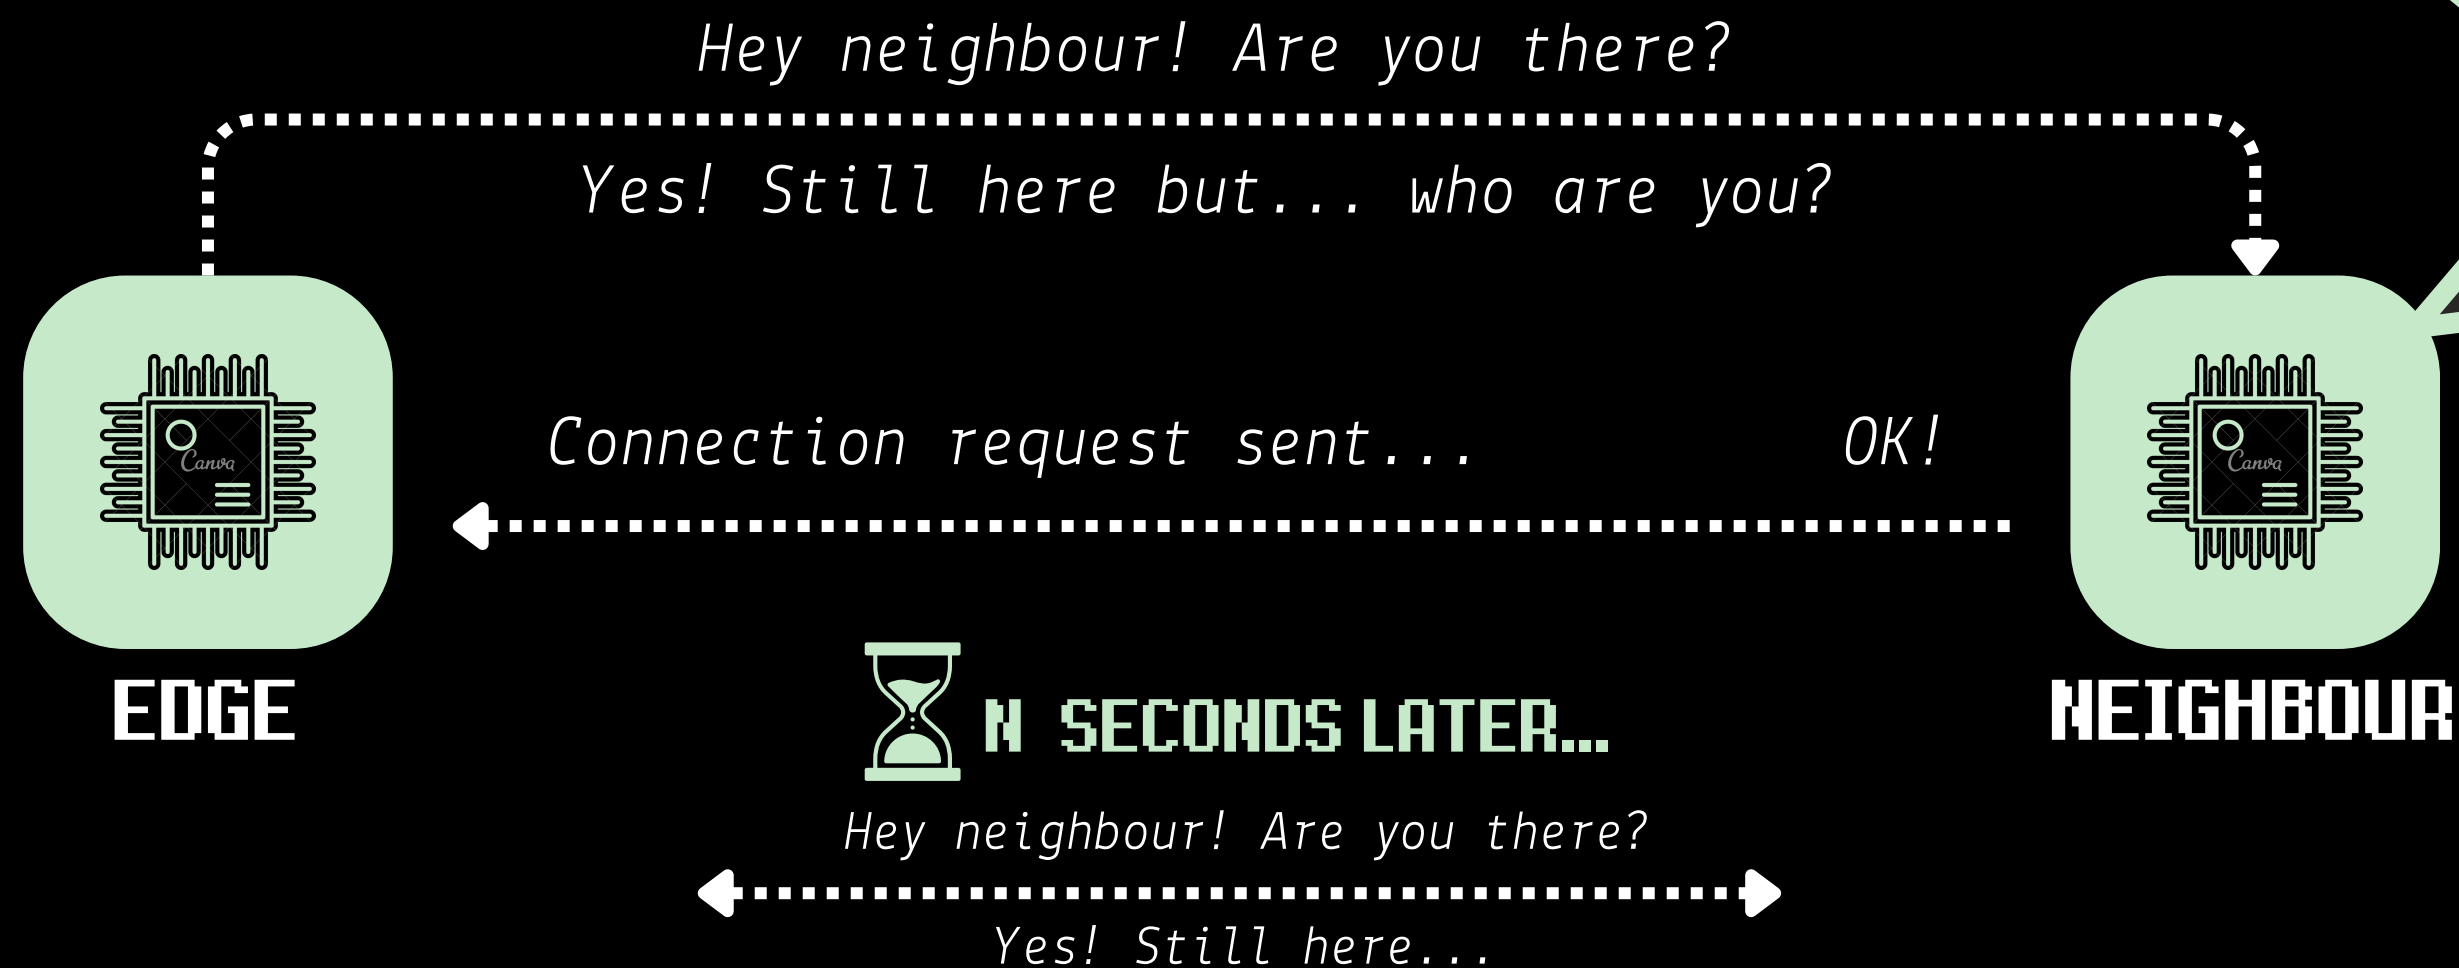 Hey neighbour! Are you there?
Yes! Still here but... who are you?
Canva
Canva
Connection request sent... OK!
EDGE
NEIGHBOUR
N SECONDS LATER...
Hey neighbour! Are you there?
Yes! Still here...